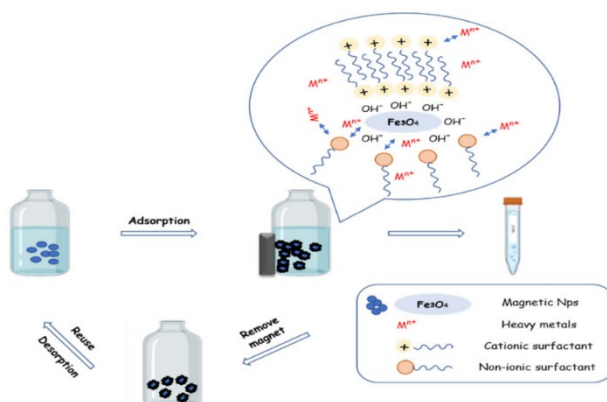 + + + +
Mⁿ⁺
Mⁿ⁺
Mⁿ⁺
+ + + + +
OH⁻ OH⁻ OH⁻
Mⁿ⁺
Mⁿ⁺
Fe₃O₄
OH⁻
Mⁿ⁺
OH⁻
Mⁿ⁺
OH⁻
Mⁿ⁺
Adsorption
Remove
magnet
Reuse
Desorption
Fe₃O₄ Magnetic Nps
Mⁿ⁺ Heavy metals
+ Cationic surfactant
Non-ionic surfactant